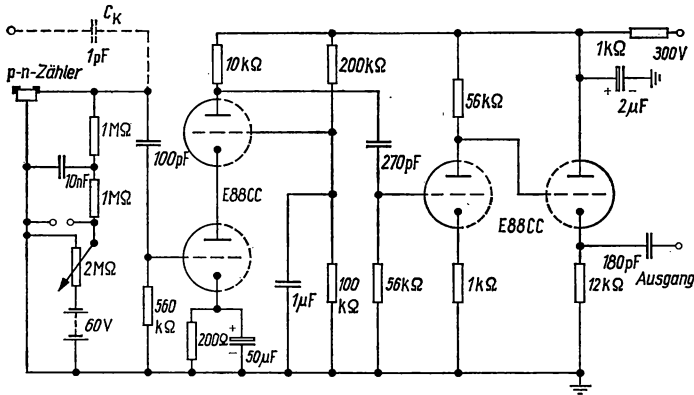 C_K
1pF
p-n-Zähler
1MΩ
10nF
1MΩ
2MΩ
60V
100pF
560
kΩ
10kΩ
E88CC
200Ω
+
−
50µF
200kΩ
1µF
100
kΩ
270pF
56kΩ
56kΩ
1kΩ
E88CC
1kΩ
300V
+
−
2µF
180pF
Ausgang
12kΩ